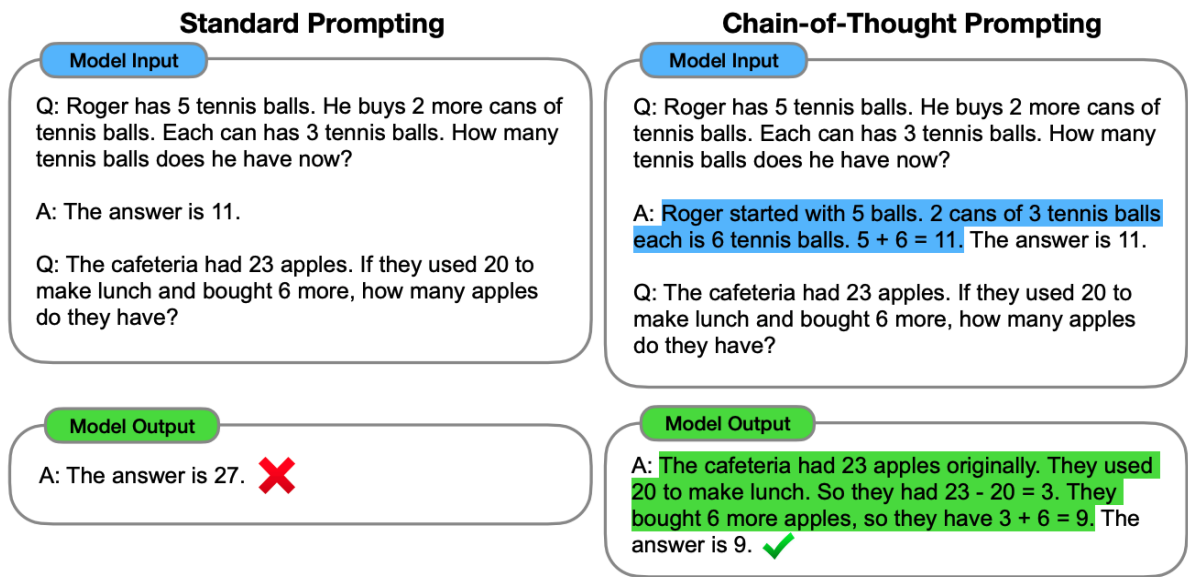 Standard Prompting
Model Input
Q: Roger has 5 tennis balls. He buys 2 more cans of
tennis balls. Each can has 3 tennis balls. How many
tennis balls does he have now?
A: The answer is 11.
Q: The cafeteria had 23 apples. If they used 20 to
make lunch and bought 6 more, how many apples
do they have?
Model Output
A: The answer is 27.
Chain-of-Thought Prompting
Model Input
Q: Roger has 5 tennis balls. He buys 2 more cans of
tennis balls. Each can has 3 tennis balls. How many
tennis balls does he have now?
A: Roger started with 5 balls. 2 cans of 3 tennis balls
each is 6 tennis balls. 5 + 6 = 11. The answer is 11.
Q: The cafeteria had 23 apples. If they used 20 to
make lunch and bought 6 more, how many apples
do they have?
Model Output
A: The cafeteria had 23 apples originally. They used
20 to make lunch. So they had 23 - 20 = 3. They
bought 6 more apples, so they have 3 + 6 = 9. The
answer is 9.